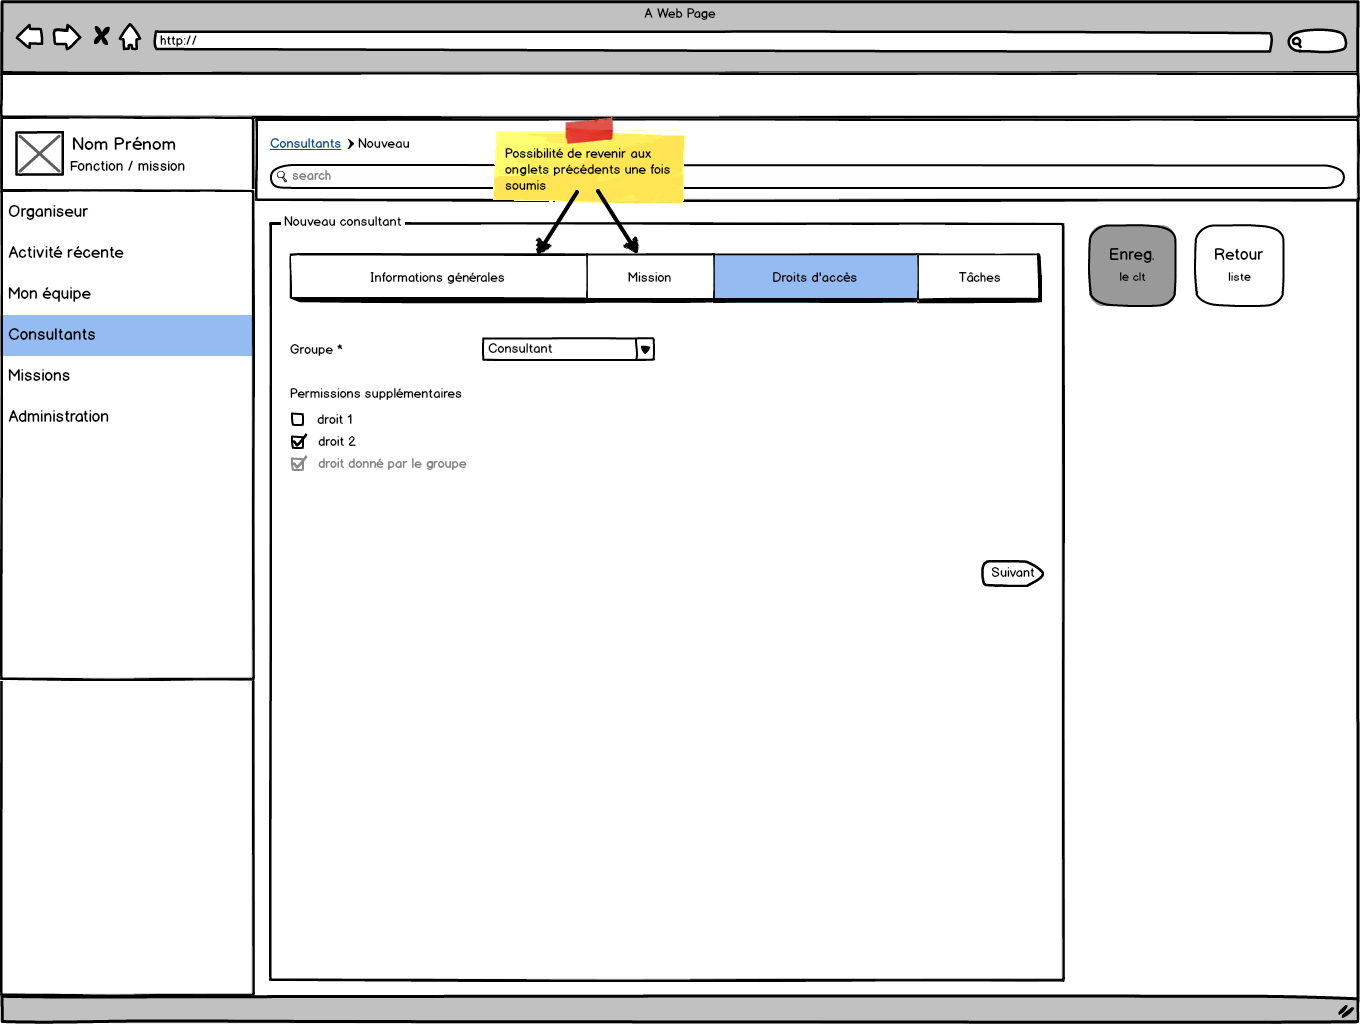 A Web Page
http://
Nom Prénom
Fonction / mission
Organiseur
Activité récente
Mon équipe
Consultants
Missions
Administration
Consultants Nouveau
search
Possibilité de revenir aux
onglets précédents une fois
soumis
Nouveau consultant
Informations générales
Mission
Droits d'accès
Tâches
Groupe *
Consultant
Permissions supplémentaires
droit 1
droit 2
droit donné par le groupe
Suivant
Enreg.
le clt
Retour
liste